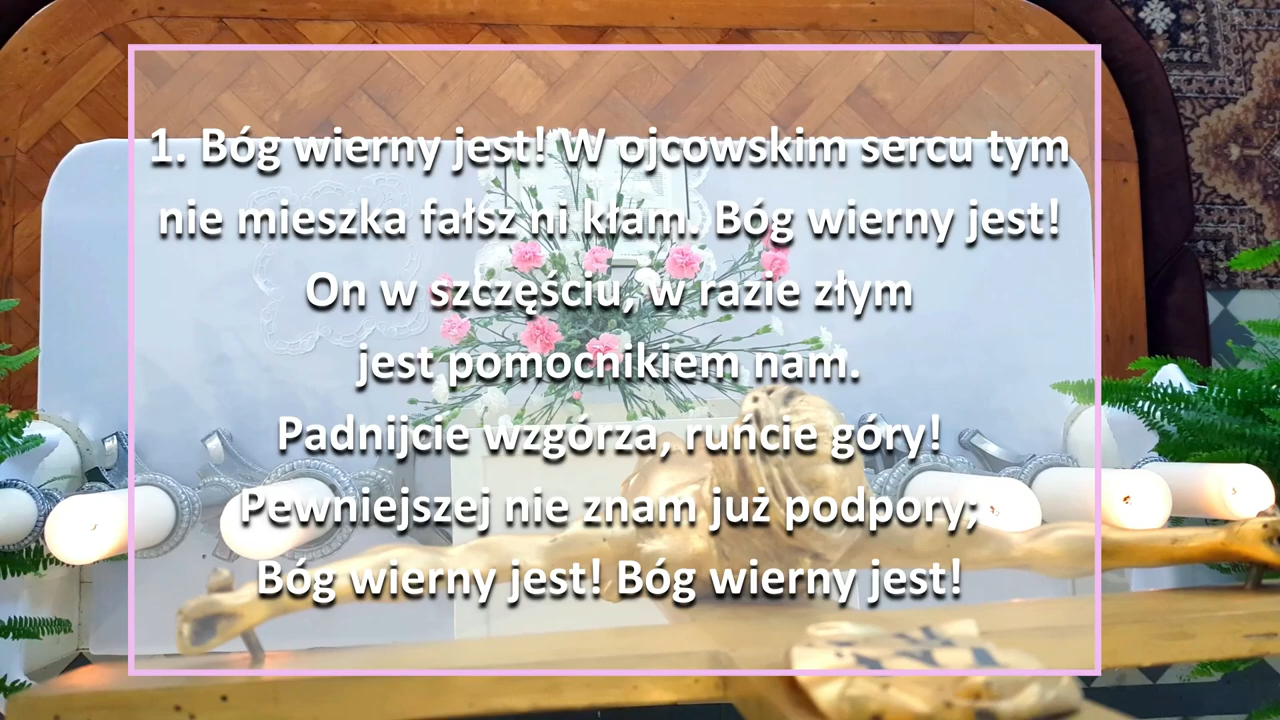 1. Bóg wierny jest! W ojcowskim sercu tym
nie mieszka fałsz ni kłam. Bóg wierny jest!
On w szczęściu, w razie złym
jest pomocnikiem nam.
Padnijcie wzgórza, ruńcie góry!
Pewniejszej nie znam już podpory;
Bóg wierny jest! Bóg wierny jest!